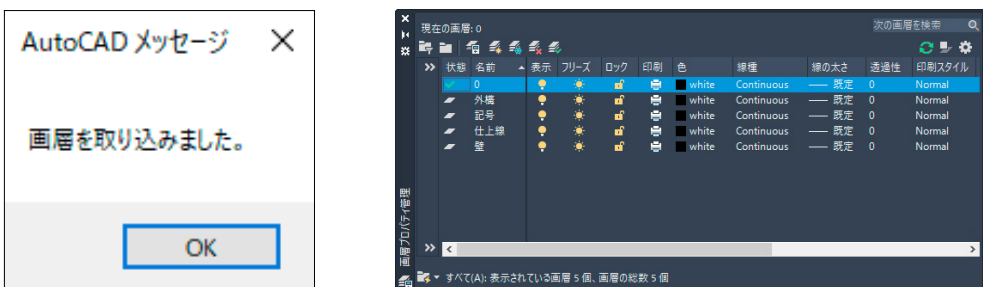 AutoCAD メッセージ
画層を取り込みました。
OK
現在の画層: 0
次の画層を検索
状態 名前 表示 フリーズ ロック 印刷 色 線種 線の太さ 透過性 印刷スタイル
0 white Continuous 既定 0 Normal
外構 white Continuous 既定 0 Normal
記号 white Continuous 既定 0 Normal
仕上線 white Continuous 既定 0 Normal
壁 white Continuous 既定 0 Normal
画層プロパティ管理
すべて(A): 表示されている画層 5 個、画層の総数 5 個